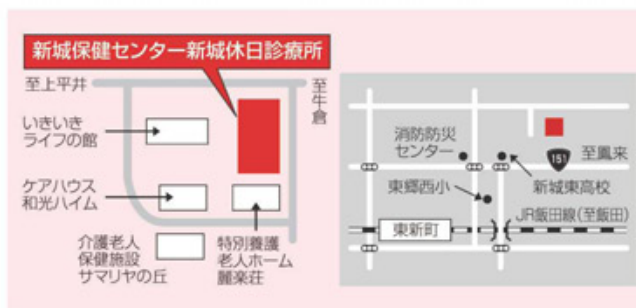 新城保健センター新城休日診療所
至上平井
至牛倉
いきいき
ライフの館
ケアハウス
和光ハイム
介護老人
保健施設
サマリヤの丘
特別養護
老人ホーム
麗楽荘
消防防災
センター
151
至鳳来
東郷西小
新城東高校
JR飯田線(至飯田)
東新町